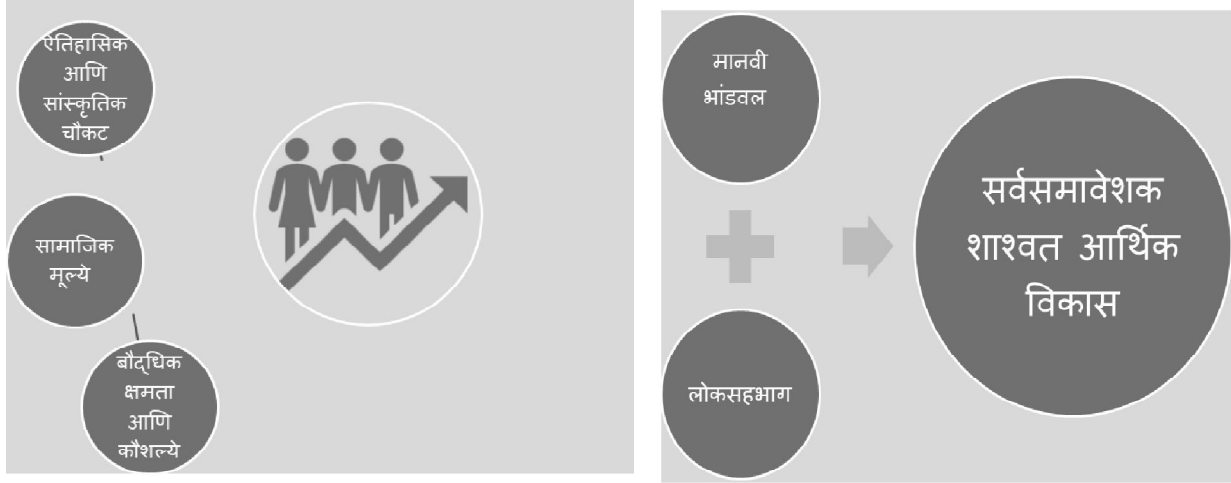 ऐतिहासिक
आणि
सांस्कृतिक
चौकट
सामाजिक
मूल्ये
बौद्धिक
क्षमता
आणि
कौशल्ये
मानवी
भांडवल
लोकसहभाग
सर्वसमावेशक
शाश्वत आर्थिक
विकास